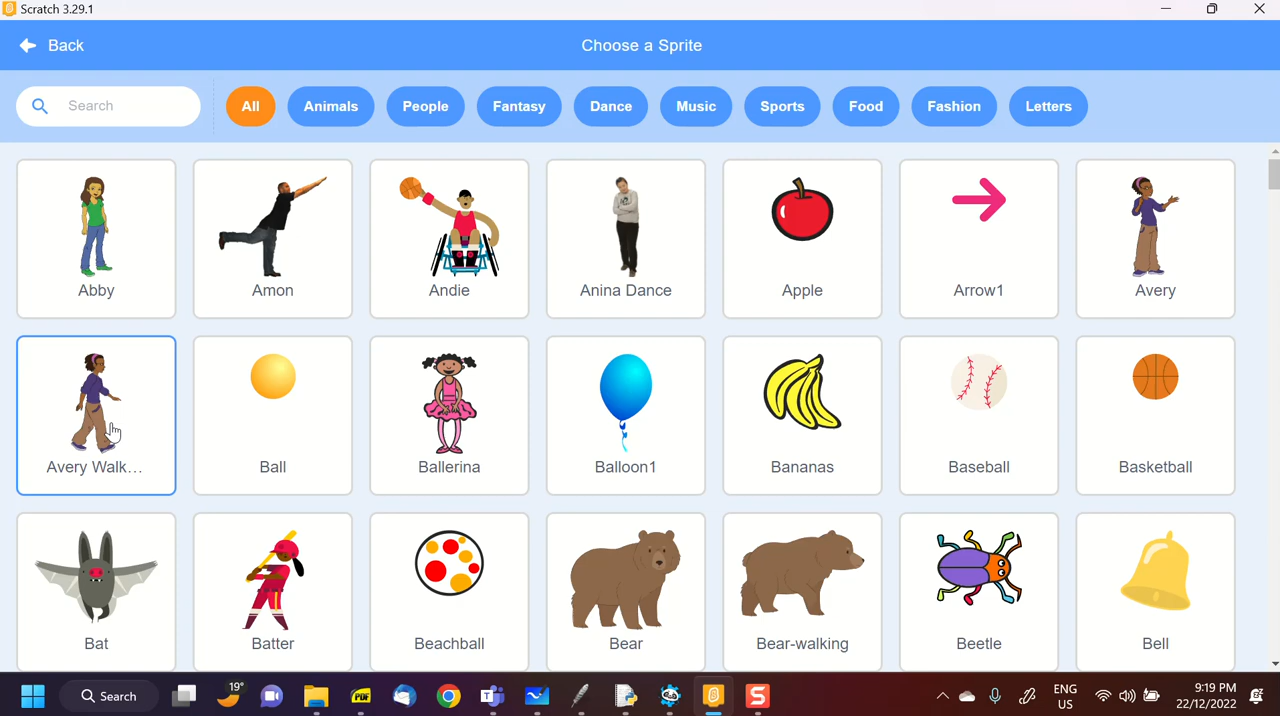 Scratch 3.29.1
Back
Choose a Sprite
Search
All
Animals
People
Fantasy
Dance
Music
Sports
Food
Fashion
Letters
Abby
Amon
Andie
Anina Dance
Apple
Arrow1
Avery
Avery Walk...
Ball
Ballerina
Balloon1
Bananas
Baseball
Basketball
Bat
Batter
Beachball
Bear
Bear-walking
Beetle
Bell
Search
19°
PDF
ENG
US
9:19 PM
22/12/2022